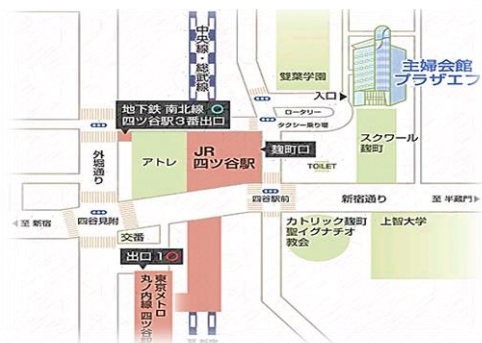 中央線・総武線
双葉学園
主婦会館
プラザエフ
入口▶
地下鉄 南北線
四ツ谷駅3番出口
ロータリー
タクシー乗り場
スクワール
麹町
外堀通り
アトレ
JR
四ツ谷駅
麹町口
TOILET
四谷駅前
新宿通り
至 半蔵門
至 新宿
四谷見附
カトリック麹町
聖イグナチオ
教会
上智大学
交番
出口 1
東京メトロ
丸ノ内線 四ツ谷駅